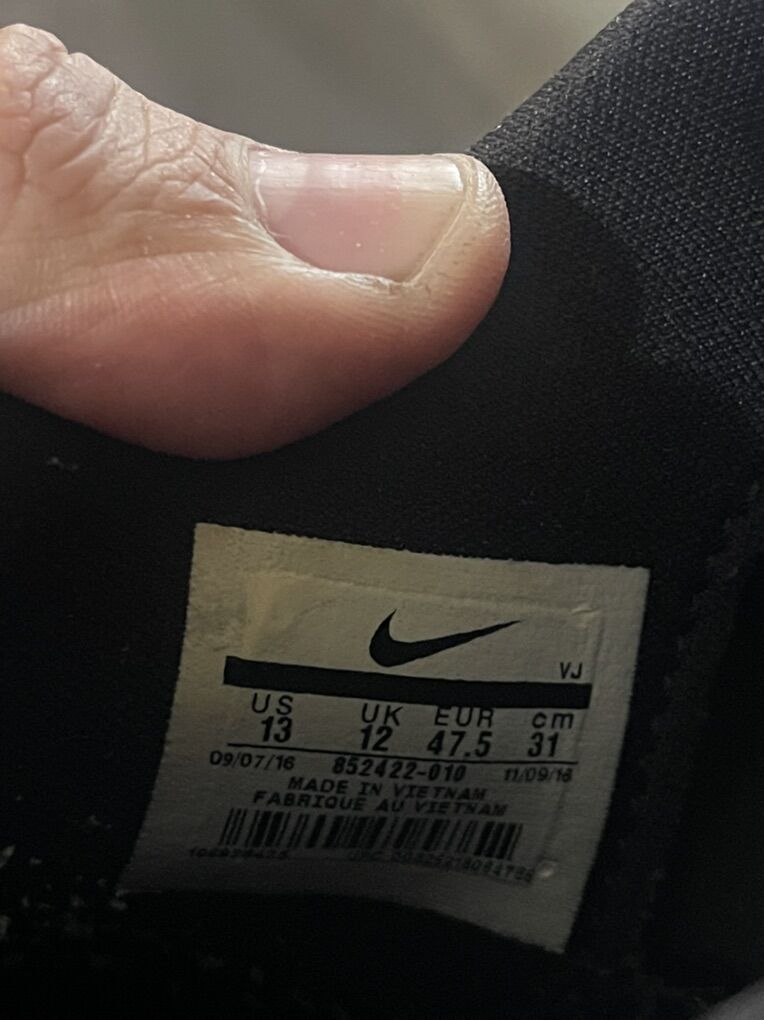 VJ
US UK EUR cm
13 12 47.5 31
09/07/16 852422-010 11/09/16
MADE IN VIETNAM
FABRIQUE AU VIETNAM
UPC